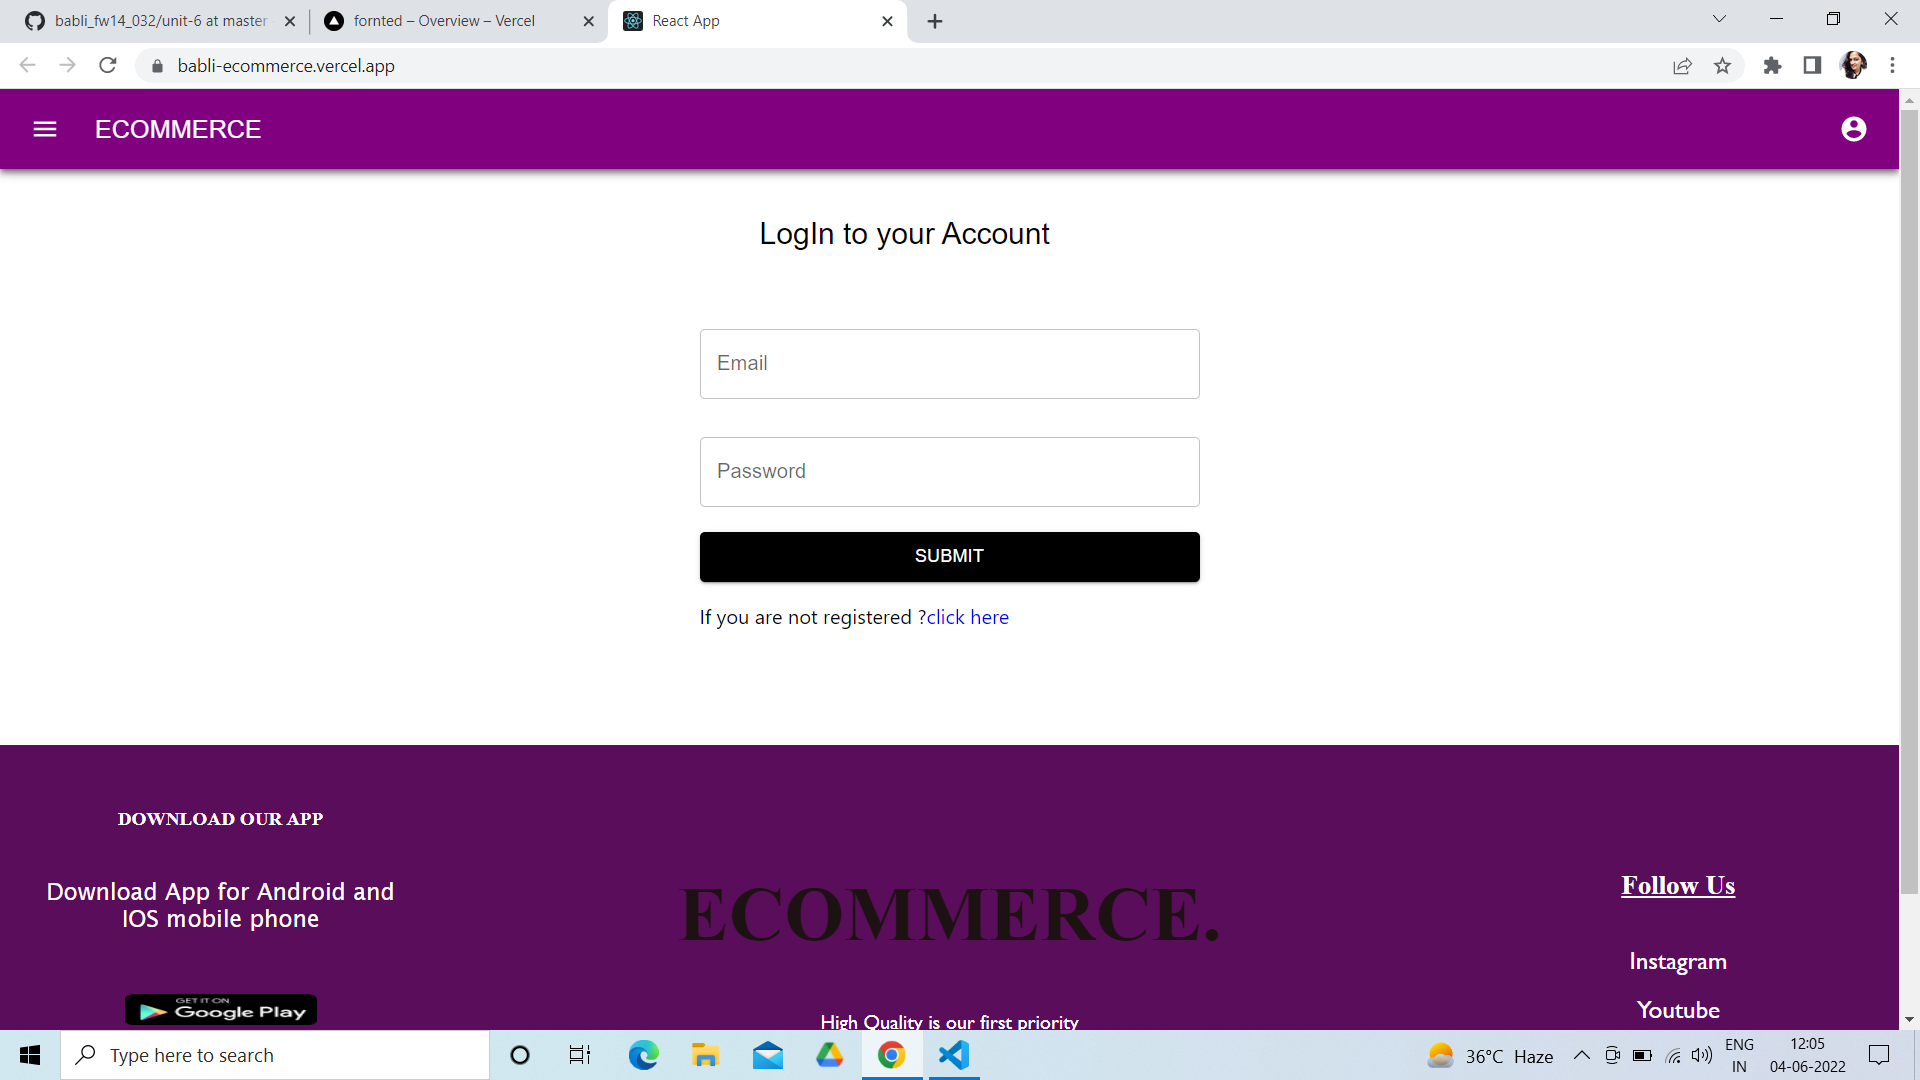 babli_fw14_032/unit-6 at master
fornted – Overview – Vercel
React App
babli-ecommerce.vercel.app
ECOMMERCE
LogIn to your Account
Email
Password
SUBMIT
If you are not registered ?click here
DOWNLOAD OUR APP
Download App for Android and
IOS mobile phone
GET IT ON
Google Play
ECOMMERCE.
High Quality is our first priority
Follow Us
Instagram
Youtube
Type here to search
36°C Haze
ENG
IN
12:05
04-06-2022